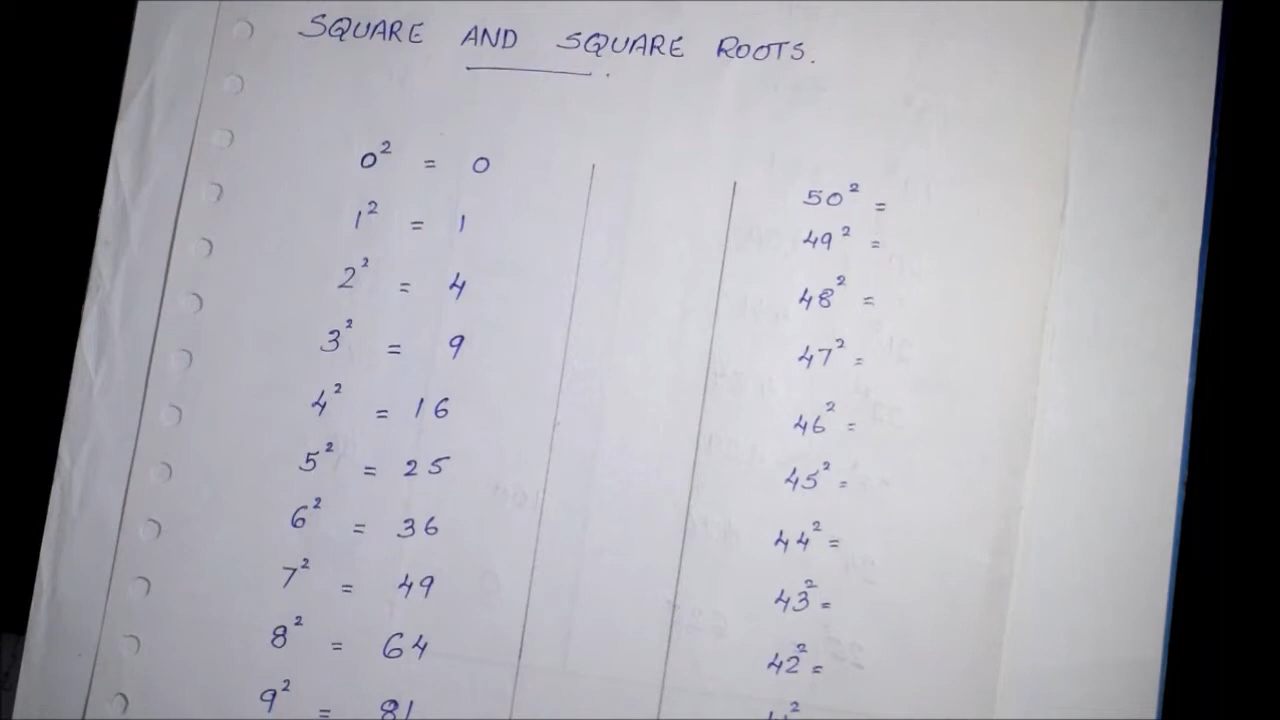 SQUARE AND SQUARE ROOTS.
0² = 0
1² = 1
2² = 4
3² = 9
4² = 16
5² = 25
6² = 36
7² = 49
8² = 64
9² = 81
50² =
49² =
48² =
47² =
46² =
45² =
44² =
43² =
42² =